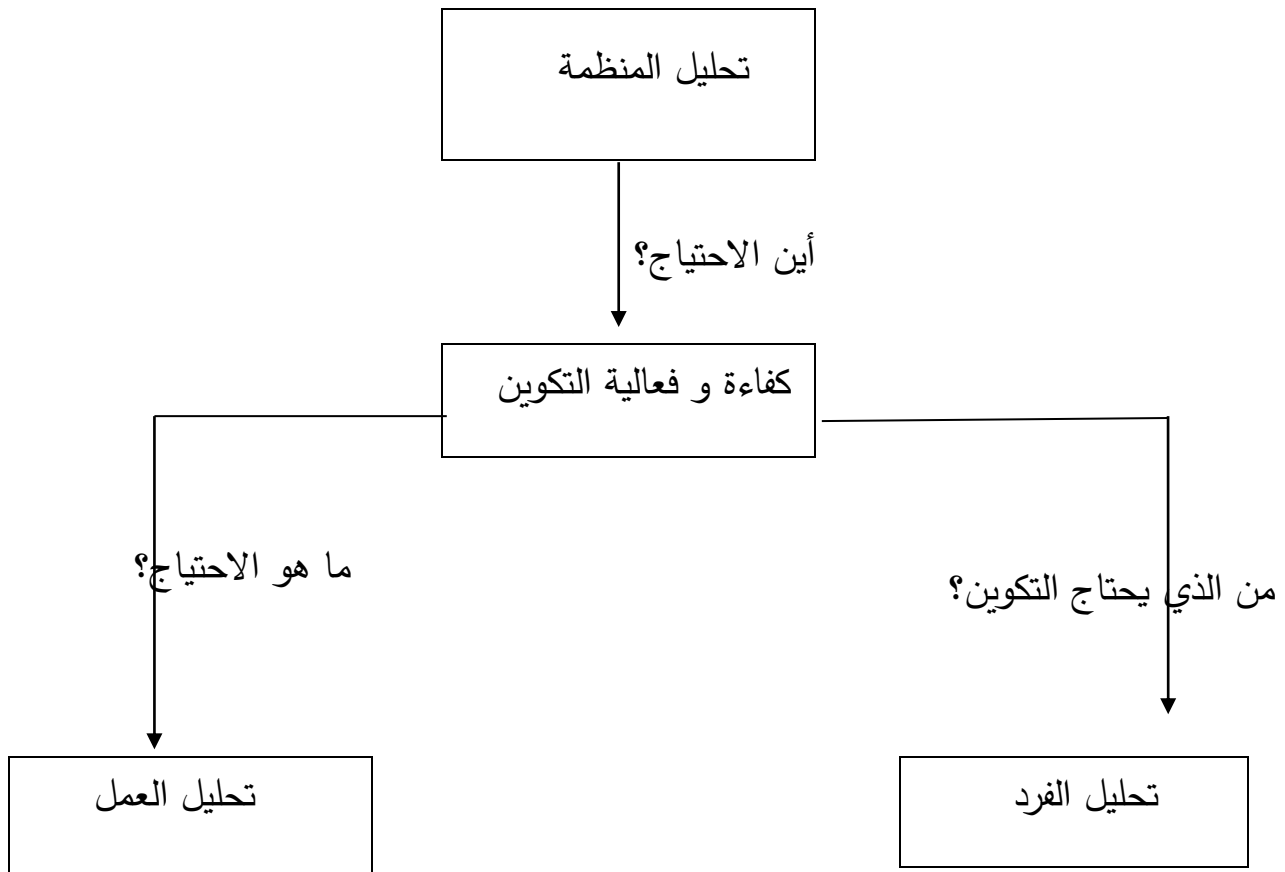 تحليل المنظمة
أين الاحتياج؟
كفاءة و فعالية التكوين
ما هو الاحتياج؟
من الذي يحتاج التكوين؟
تحليل العمل
تحليل الفرد